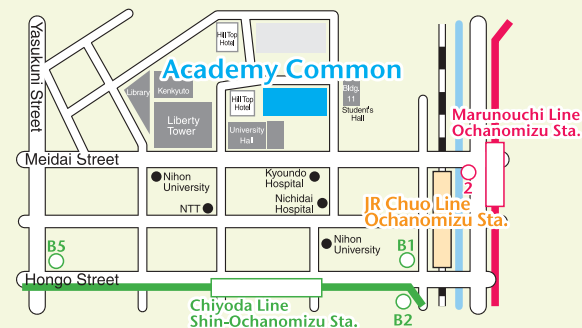 Yasukuni Street
Hill Top
Hotel
Academy Common
Library
Kenkyuto
Bldg.
11
Student's
Hall
Hill Top
Hotel
Liberty
Tower
University
Hall
Marunouchi Line
Ochanomizu Sta.
Meidai Street
2
Nihon
University
Kyoundo
Hospital
NTT
Nichidai
Hospital
JR Chuo Line
Ochanomizu Sta.
Nihon
University
B5
B1
Hongo Street
Chiyoda Line
Shin-Ochanomizu Sta.
B2